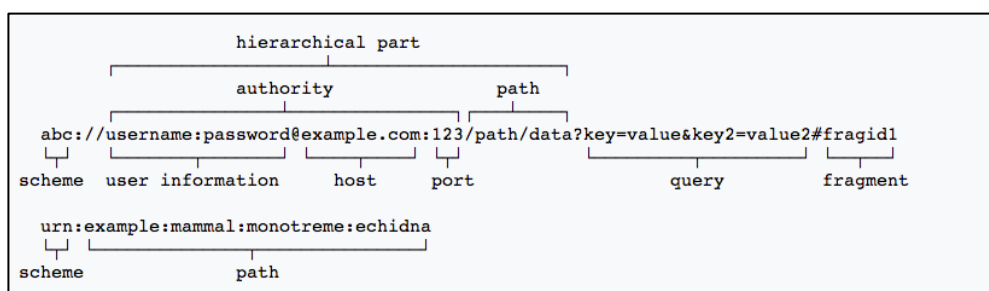 hierarchical part
authority path
abc://username:password@example.com:123/path/data?key=value&key2=value2#fragid1
scheme user information host port query fragment
urn:example:mammal:monotreme:echidna
scheme path